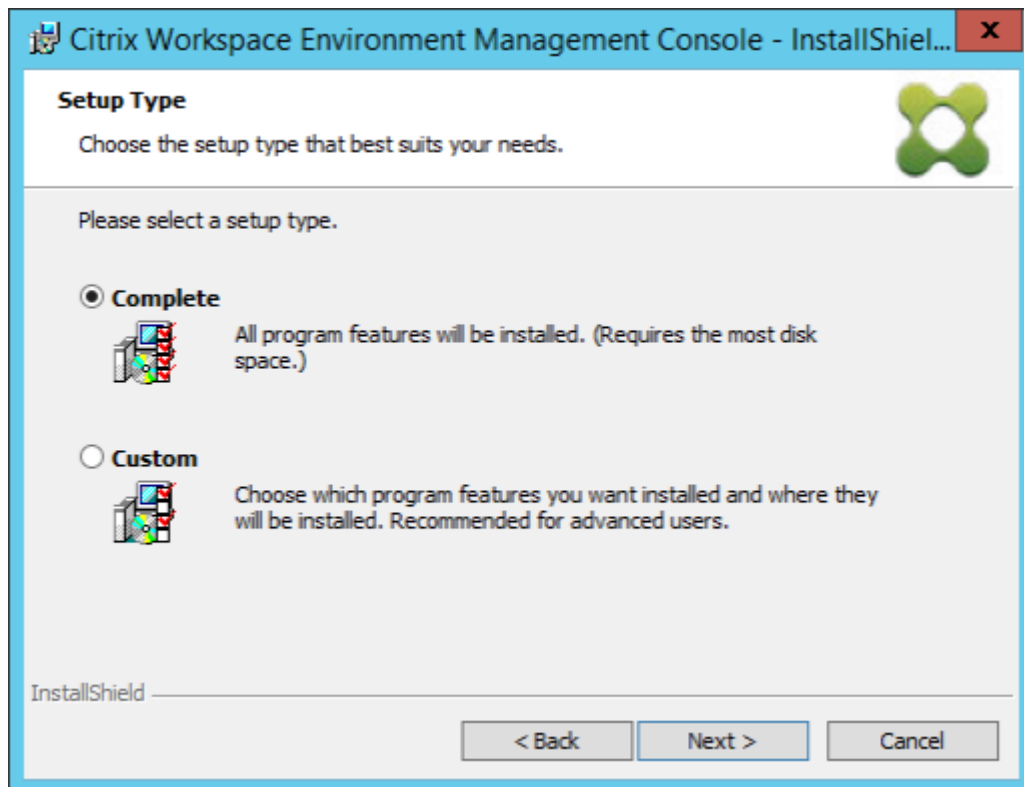 Citrix Workspace Environment Management Console - InstallShiel...
x
Setup Type
Choose the setup type that best suits your needs.
Please select a setup type.
Complete
All program features will be installed. (Requires the most disk
space.)
Custom
Choose which program features you want installed and where they
will be installed. Recommended for advanced users.
InstallShield
< Back
Next >
Cancel